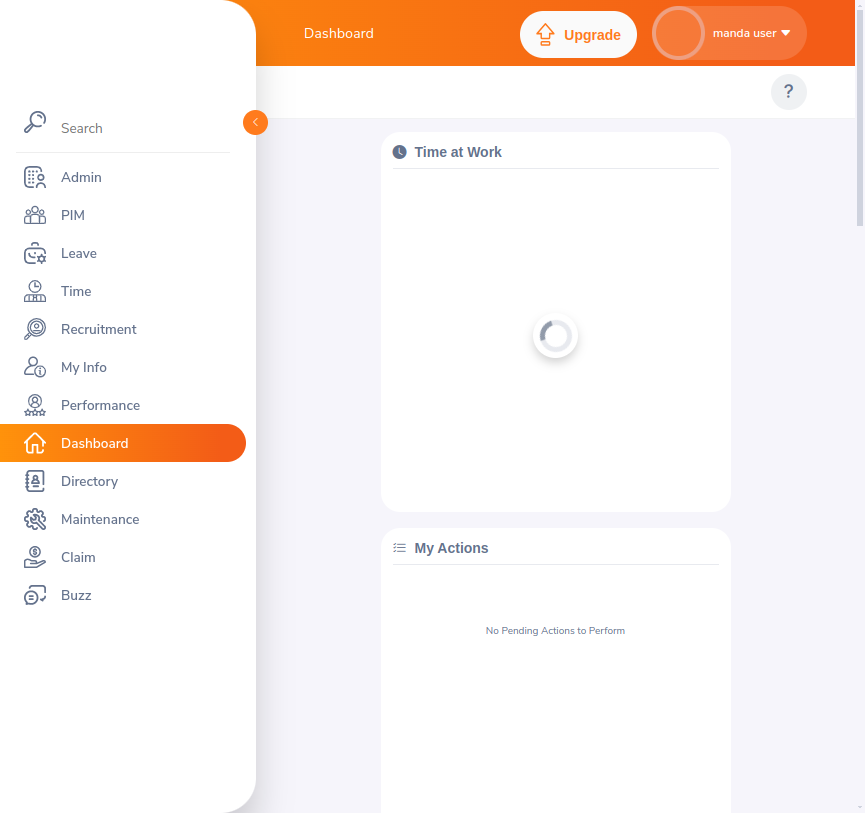 Dashboard
Upgrade
manda user
?
Search
Admin
PIM
Leave
Time
Recruitment
My Info
Performance
Dashboard
Directory
Maintenance
Claim
Buzz
Time at Work
My Actions
No Pending Actions to Perform